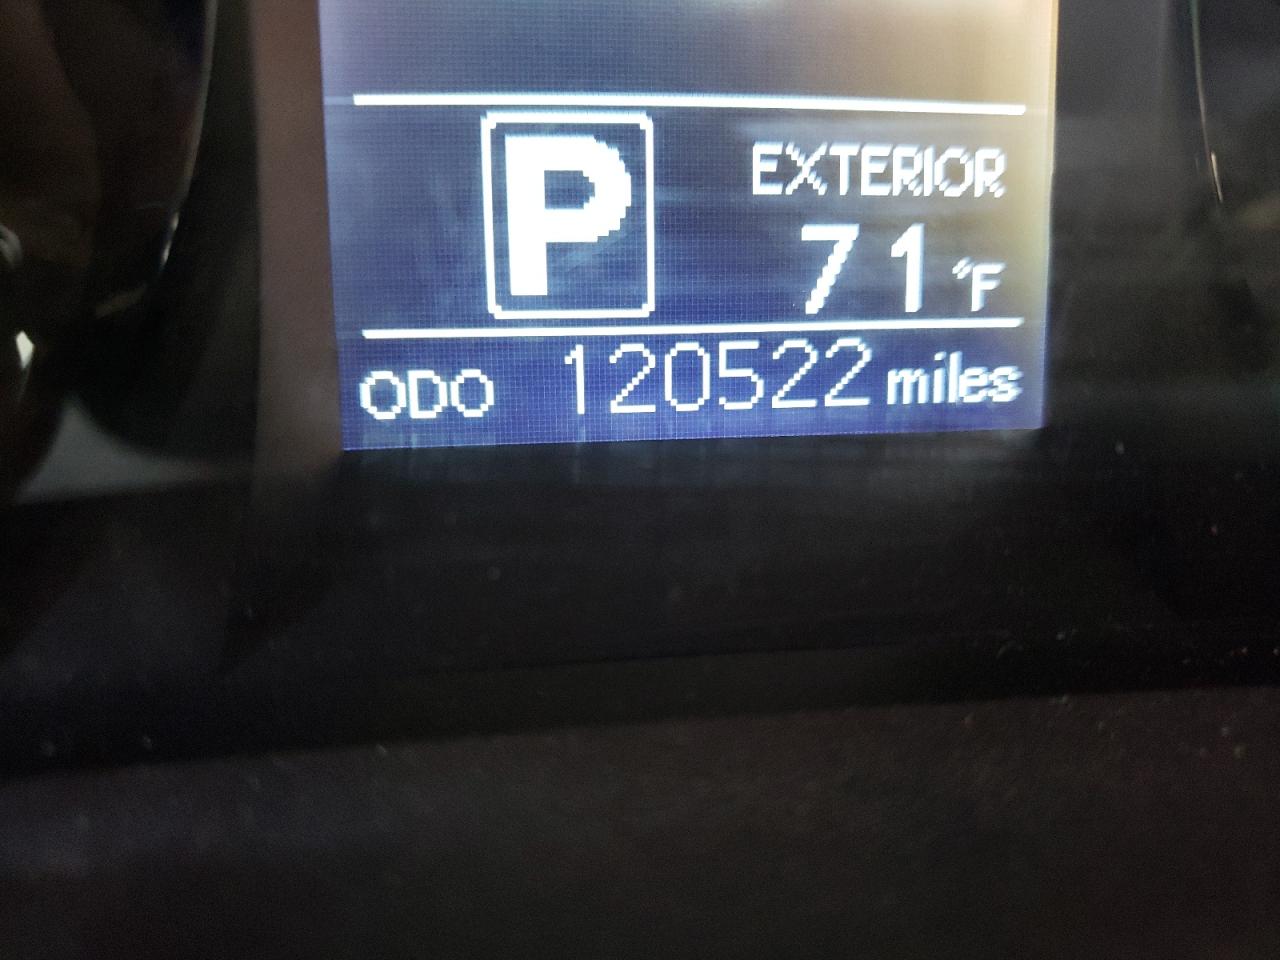 P
EXTERIOR
71 °F
ODO 120522 miles